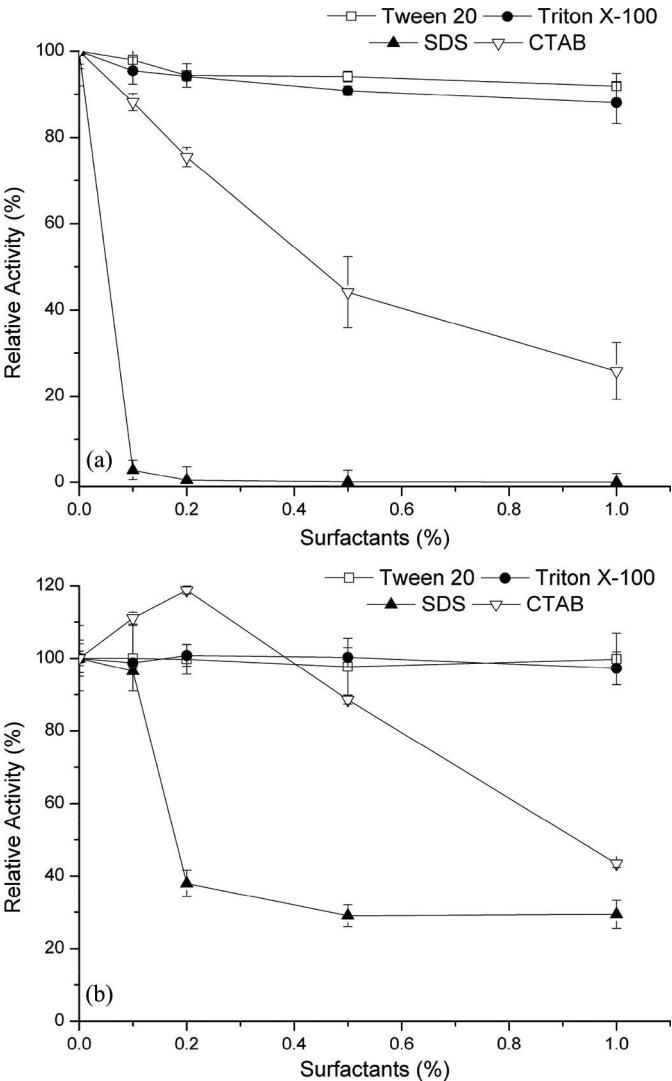 Tween 20 Triton X-100
SDS CTAB
100
80
60
40
20
0
Relative Activity (%)
(a)
0.0 0.2 0.4 0.6 0.8 1.0
Surfactants (%)
Tween 20 Triton X-100
SDS CTAB
120
100
80
60
40
20
0
Relative Activity (%)
(b)
0.0 0.2 0.4 0.6 0.8 1.0
Surfactants (%)